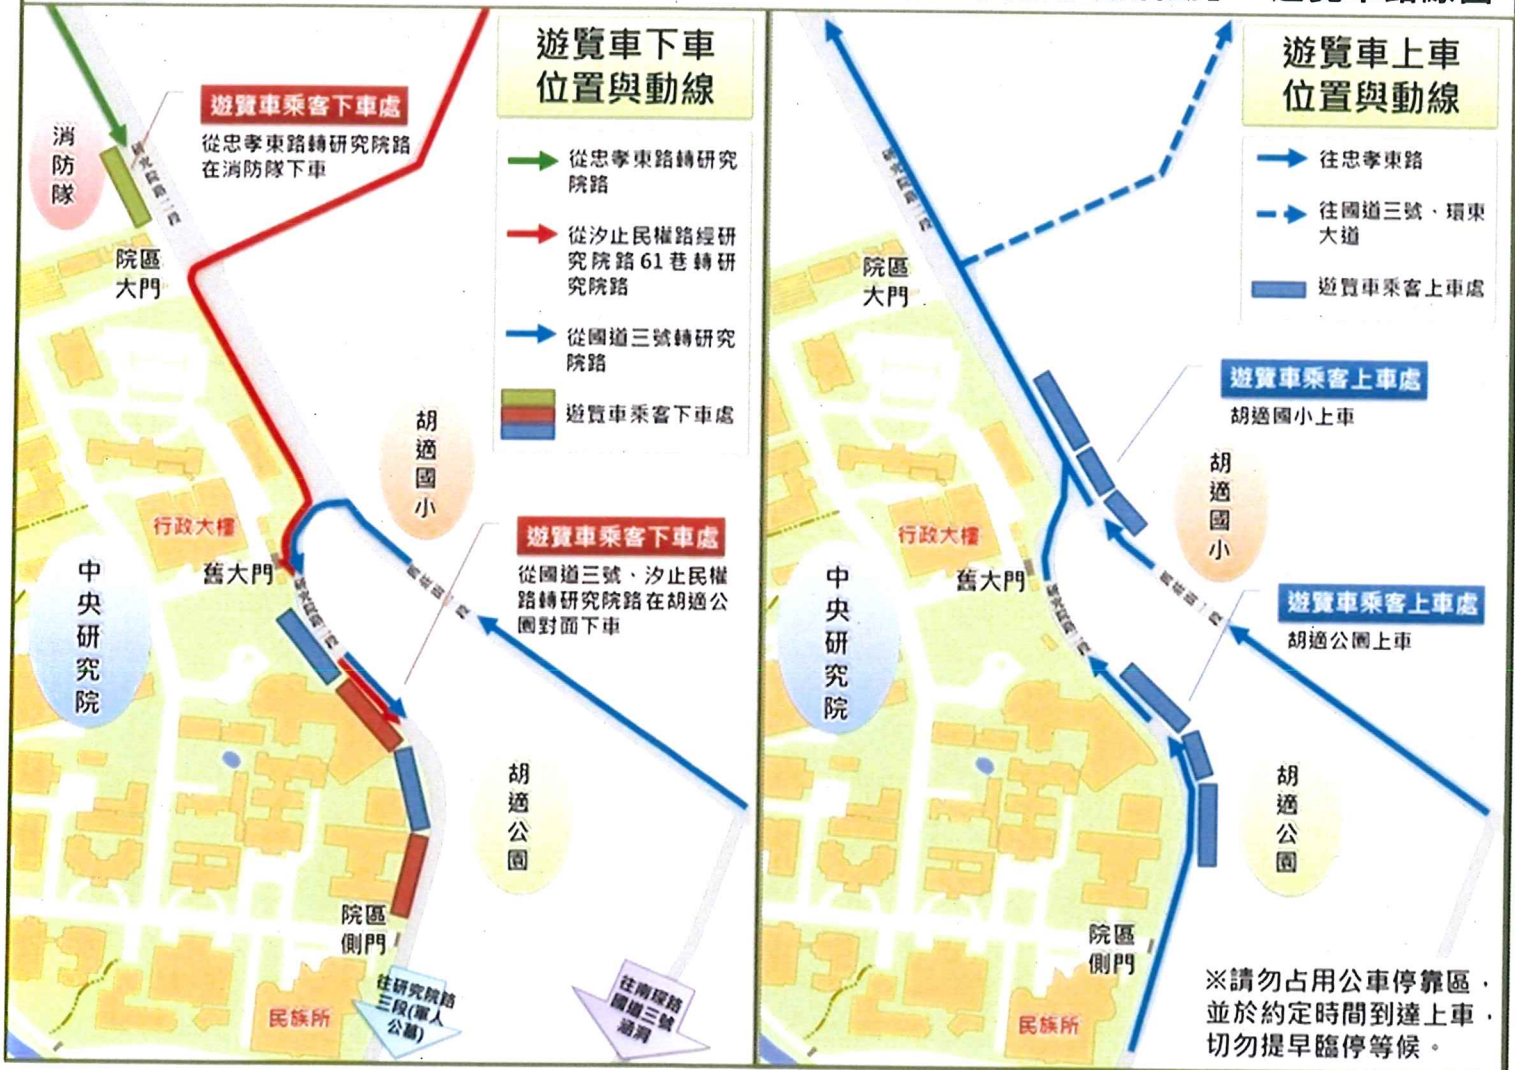 遊覽車下車
位置與動線
遊覽車乘客下車處
從忠孝東路轉研究院路
在消防隊下車
消防隊
從忠孝東路轉研究
院路
從汐止民權路經研
究院路61巷轉研
究院路
從國道三號轉研究
院路
遊覽車乘客下車處
院區
大門
胡適國小
行政大樓
舊大門
中央研究院
遊覽車乘客下車處
從國道三號、汐止民權
路轉研究院路在胡適公
園對面下車
胡適公園
院區
側門
民族所
往研究院路
三段(軍人
公墓)
往南深路
國道三號
涵洞
遊覽車上車
位置與動線
往忠孝東路
往國道三號、環東
大道
遊覽車乘客上車處
院區
大門
遊覽車乘客上車處
胡適國小上車
胡適國小
行政大樓
舊大門
中央研究院
遊覽車乘客上車處
胡適公園上車
胡適公園
院區
側門
民族所
※請勿占用公車停靠區,
並於約定時間到達上車,
切勿提早臨停等候。